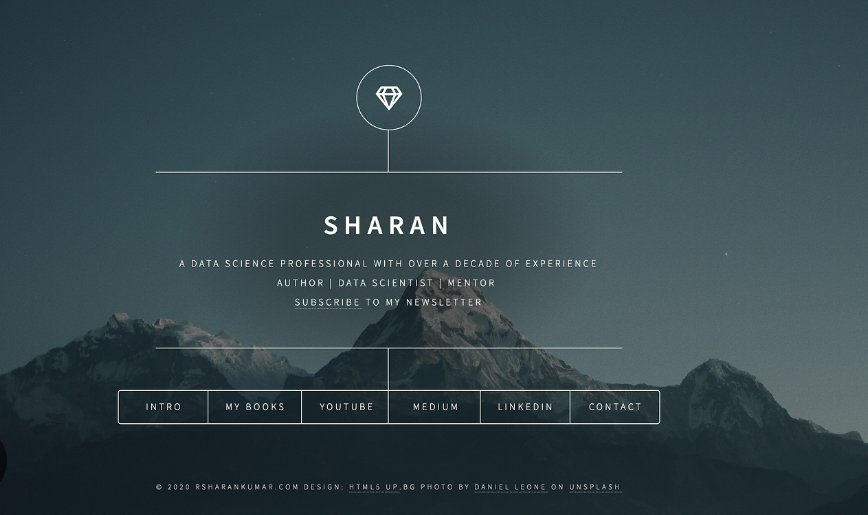 SHARAN
A DATA SCIENCE PROFESSIONAL WITH OVER A DECADE OF EXPERIENCE
AUTHOR | DATA SCIENTIST | MENTOR
SUBSCRIBE TO MY NEWSLETTER
INTRO MY BOOKS YOUTUBE MEDIUM LINKEDIN CONTACT
© 2020 RSHARANKUMAR.COM DESIGN: HTML5 UP.BG PHOTO BY DANIEL LEONE ON UNSPLASH